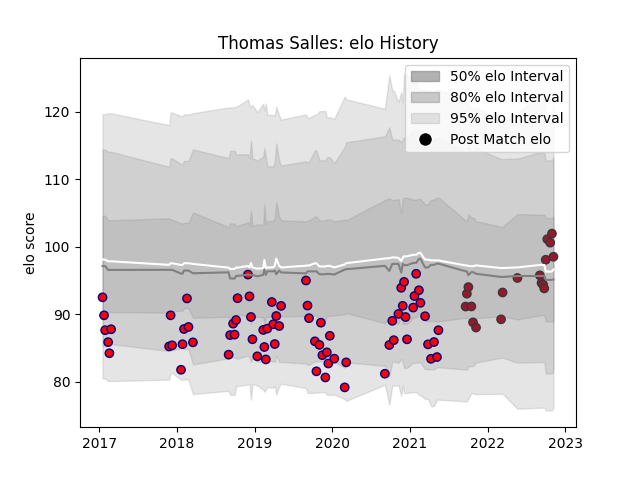 Thomas Salles: elo History
50% elo Interval
80% elo Interval
95% elo Interval
Post Match elo
elo score
120
110
100
90
80
2017
2018
2019
2020
2021
2022
2023